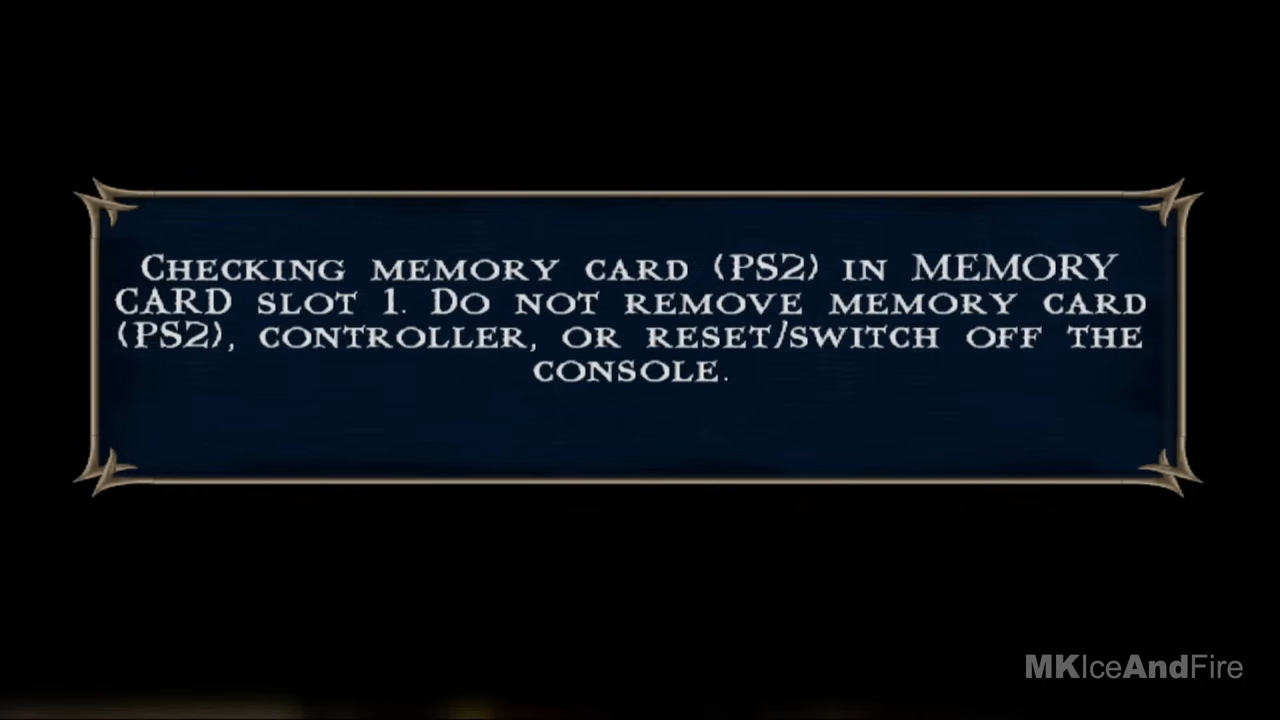 Checking memory card (PS2) in MEMORY
CARD slot 1. Do not remove memory card
(PS2), controller, or reset/switch off the
console.
MKIceAndFire